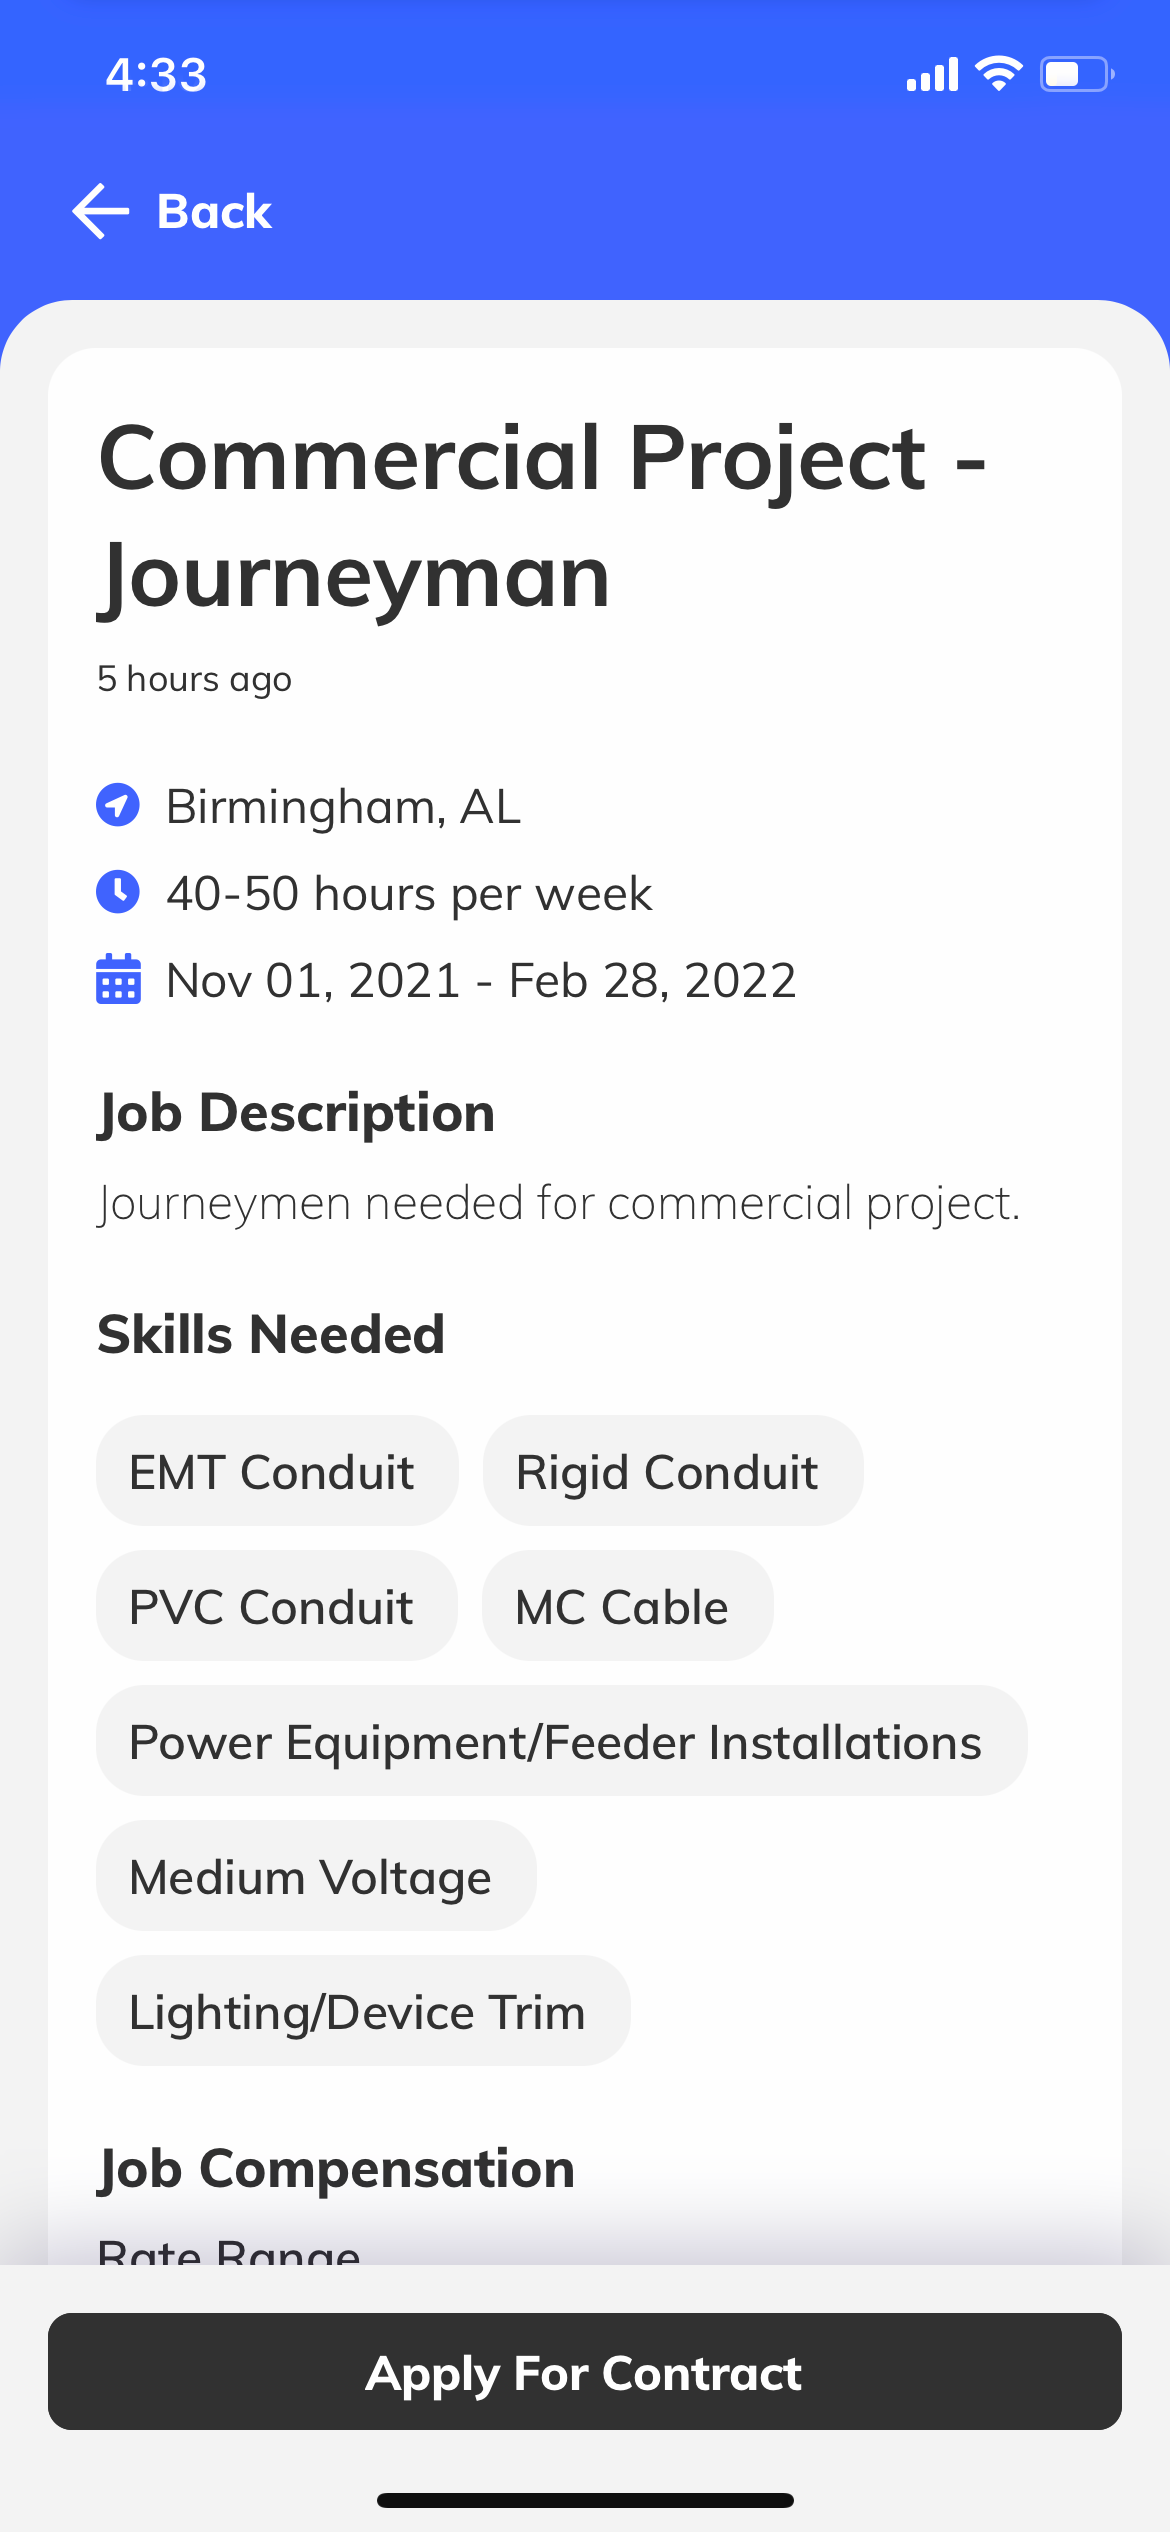 4:33
Back
Commercial Project -
Journeyman
5 hours ago
Birmingham, AL
40-50 hours per week
Nov 01, 2021 - Feb 28, 2022
Job Description
Journeymen needed for commercial project.
Skills Needed
EMT Conduit Rigid Conduit
PVC Conduit MC Cable
Power Equipment/Feeder Installations
Medium Voltage
Lighting/Device Trim
Job Compensation
Rate Range
Apply For Contract